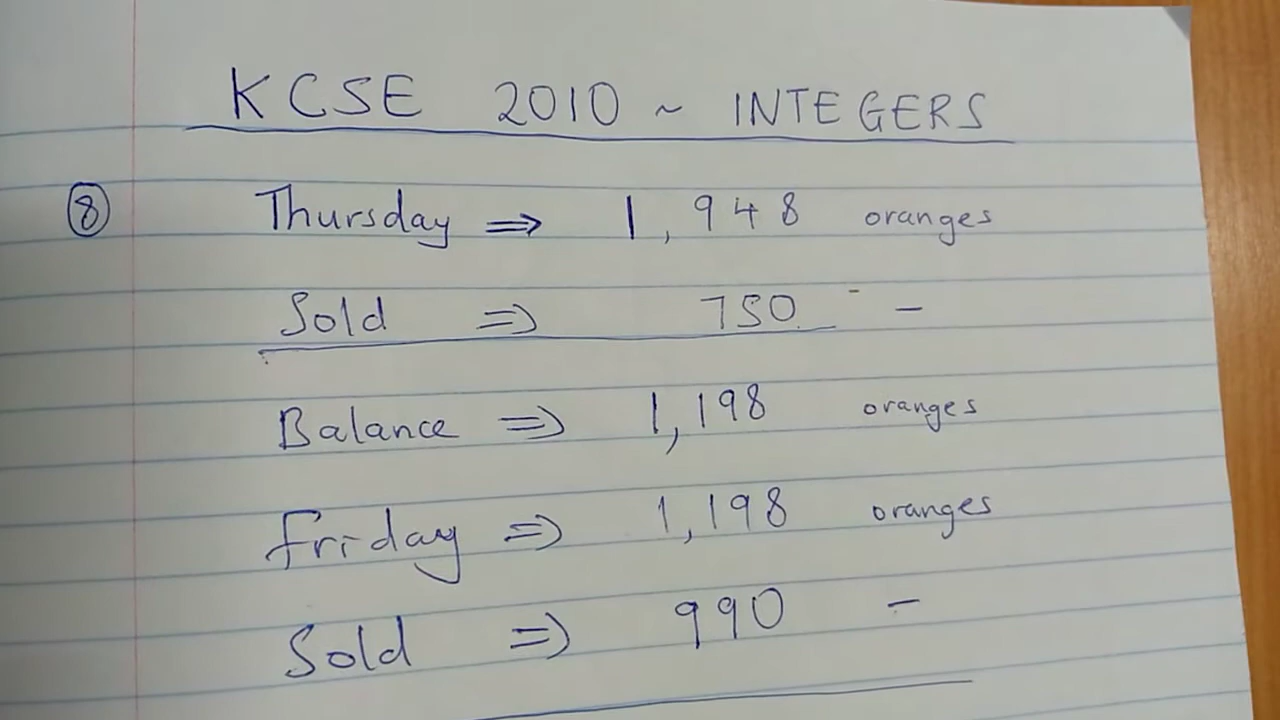 KCSE 2010 ~ INTEGERS
8 Thursday ⇒ 1,948 oranges
Sold ⇒ 750 -
Balance ⇒ 1,198 oranges
Friday ⇒ 1,198 oranges
Sold ⇒ 990 -